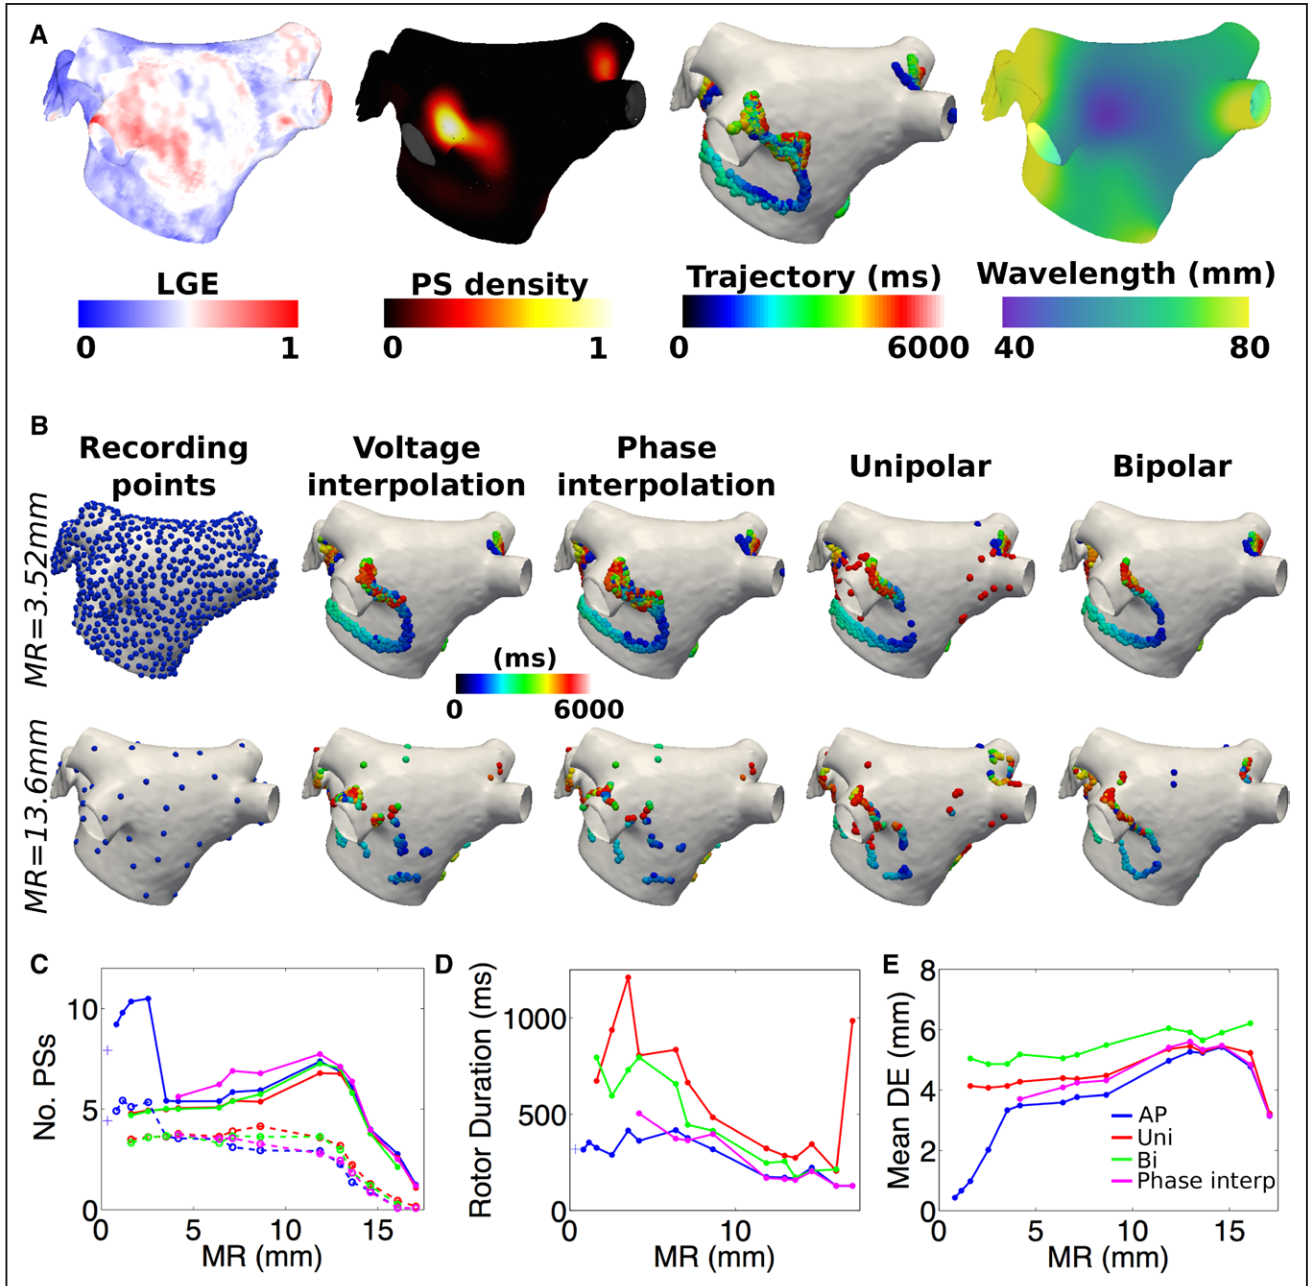 A
LGE
0 1
PS density
0 1
Trajectory (ms)
0 6000
Wavelength (mm)
40 80
B
Recording
points
Voltage
interpolation
Phase
interpolation
Unipolar
Bipolar
MR=3.52mm
(ms)
0 6000
MR=13.6mm
C
No. PSs
10
5
0
0 5 10 15
MR (mm)
D
Rotor Duration (ms)
1000
500
0
0 10
MR (mm)
E
Mean DE (mm)
8
6
4
2
0
0 5 10 15
MR (mm)
AP
Uni
Bi
Phase interp